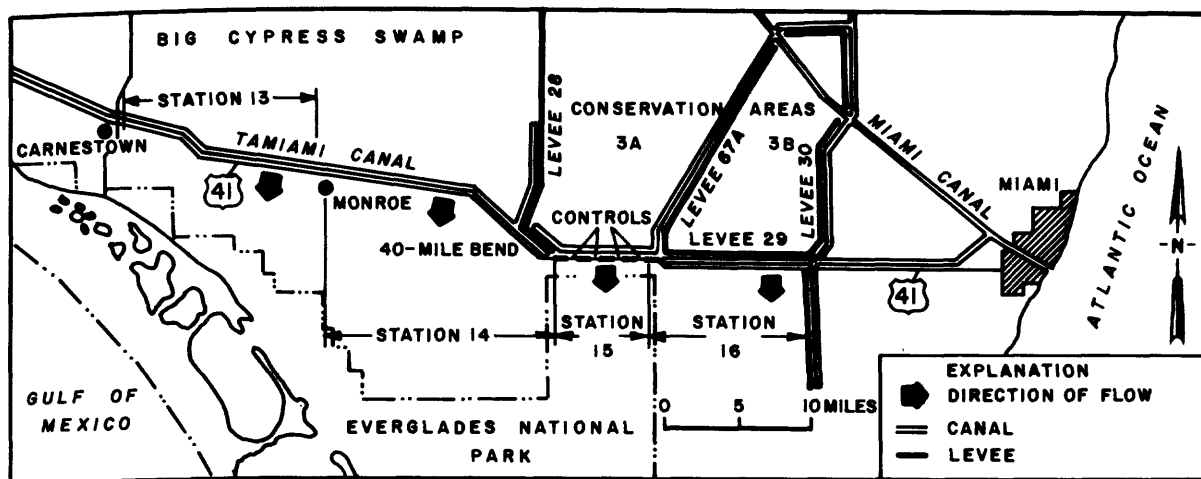 BIG CYPRESS SWAMP
STATION 13
CARNESTOWN
TAMIAMI CANAL
41
MONROE
40-MILE BEND
LEVEE 28
CONSERVATION AREAS
3A
3B
LEVEE 67A
LEVEE 30
MIAMI CANAL
MIAMI
ATLANTIC OCEAN
-N-
CONTROLS
LEVEE 29
41
STATION 14
STATION
15
STATION
16
GULF OF
MEXICO
EVERGLADES NATIONAL
PARK
0 5 10 MILES
EXPLANATION
DIRECTION OF FLOW
CANAL
LEVEE